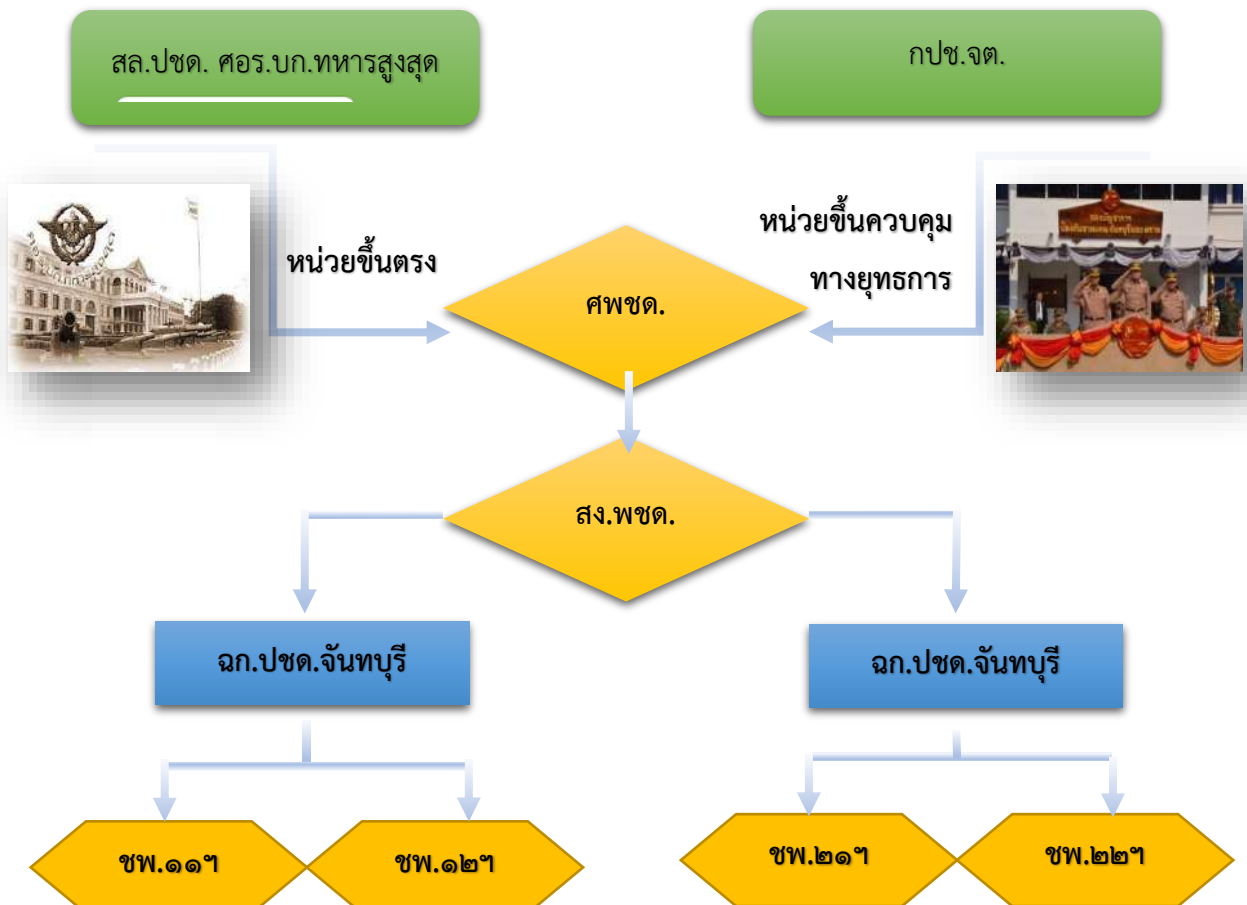 สล.ปชด. ศอร.บก.ทหารสูงสุด
กปช.จต.
หน่วยขึ้นตรง
หน่วยขึ้นควบคุม
ทางยุทธการ
ศพชด.
สง.พชด.
ฉก.ปชด.จันทบุรี
ฉก.ปชด.จันทบุรี
ชพ.๑๑ฯ
ชพ.๑๒ฯ
ชพ.๒๑ฯ
ชพ.๒๒ฯ